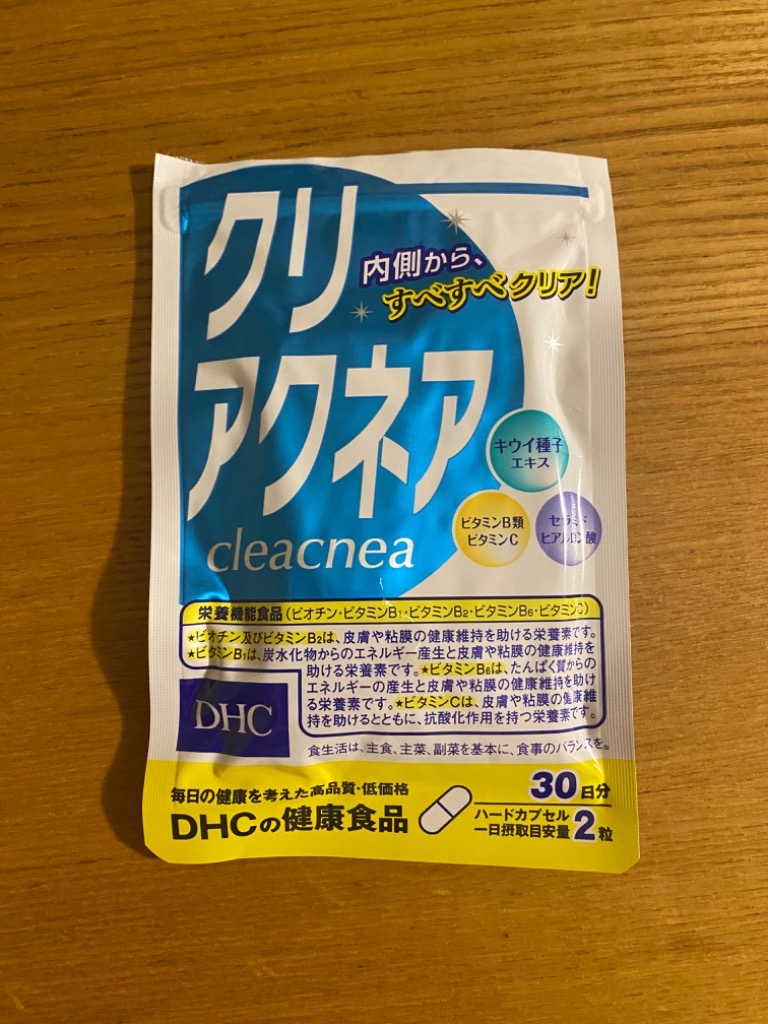 クリ
アクネア
cleacnea
内側から、
すべすべクリア!
キウイ種子
エキス
ビタミンB類
ビタミンC
セラミド
ヒアルロン酸
栄養機能食品(ビオチン・ビタミンB₁・ビタミンB₂・ビタミンB₆・ビタミンC)
★ビオチン及びビタミンB₂は、皮膚や粘膜の健康維持を助ける栄養素です。
★ビタミンB₁は、炭水化物からのエネルギー産生と皮膚や粘膜の健康維持を
助ける栄養素です。★ビタミンB₆は、たんぱく質からの
エネルギーの産生と皮膚や粘膜の健康維持を助け
る栄養素です。★ビタミンCは、皮膚や粘膜の健康維
持を助けるとともに、抗酸化作用を持つ栄養素です。
DHC
食生活は、主食、主菜、副菜を基本に、食事のバランスを。
毎日の健康を考えた高品質・低価格
DHCの健康食品
30日分
ハードカプセル
一日摂取目安量2粒